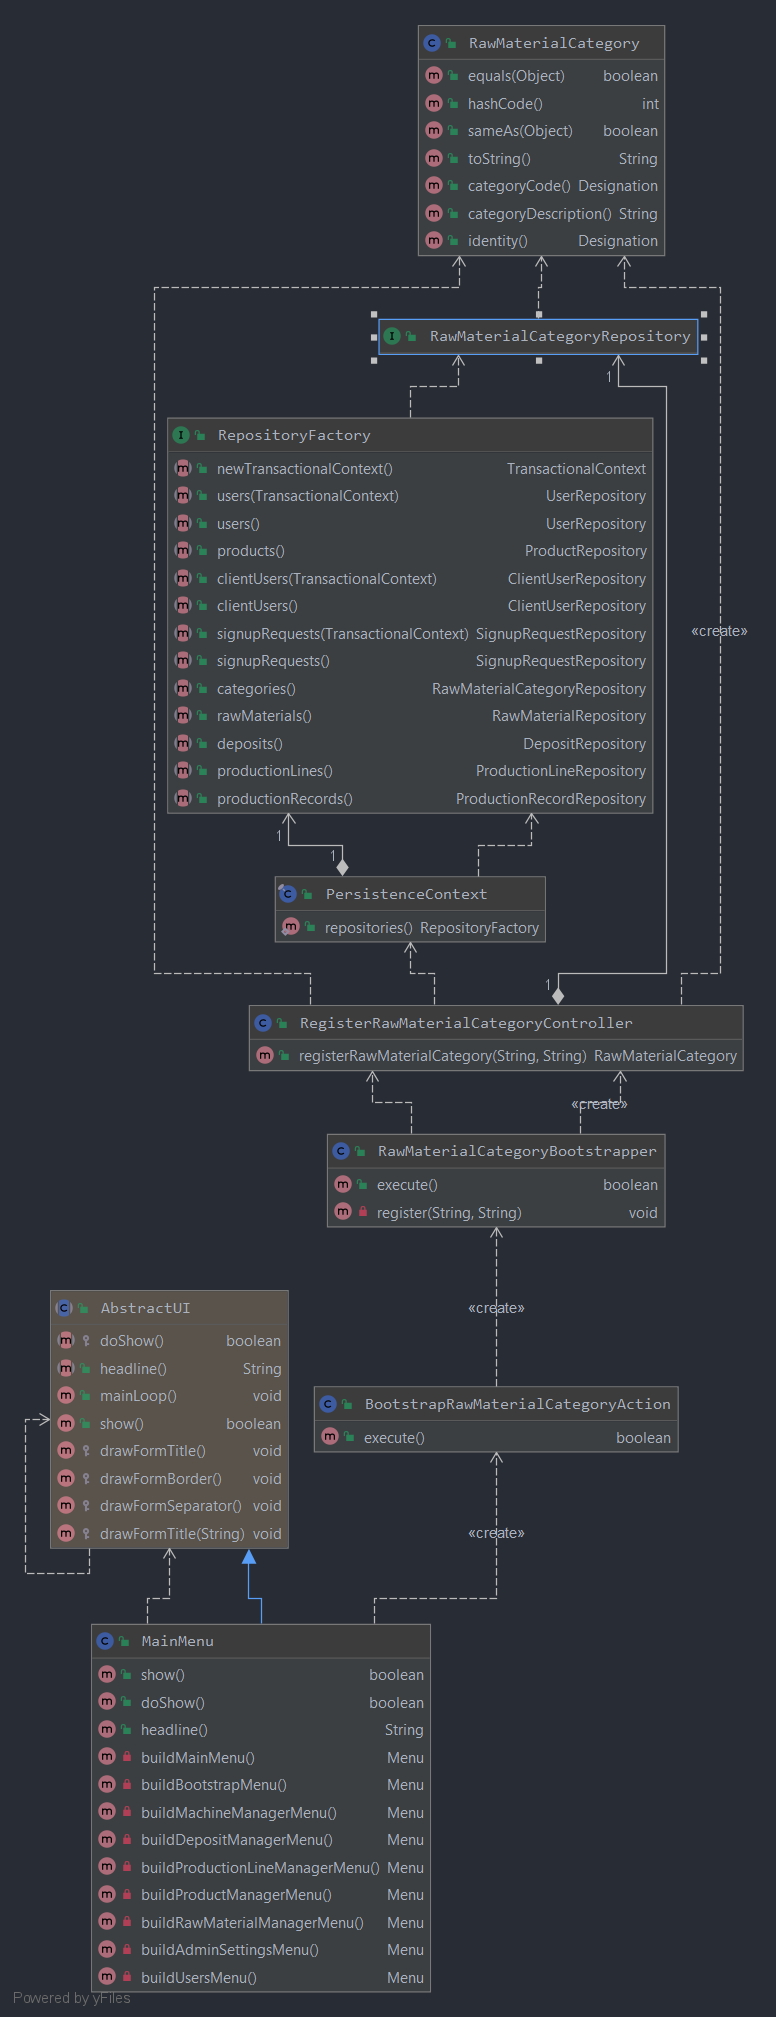 RawMaterialCategory
equals(Object) boolean
hashCode() int
sameAs(Object) boolean
toString() String
categoryCode() Designation
categoryDescription() String
identity() Designation
RawMaterialCategoryRepository
1
RepositoryFactory
newTransactionalContext() TransactionalContext
users(TransactionalContext) UserRepository
users() UserRepository
products() ProductRepository
clientUsers(TransactionalContext) ClientUserRepository
clientUsers() ClientUserRepository
signupRequests(TransactionalContext) SignupRequestRepository
«create»
signupRequests() SignupRequestRepository
categories() RawMaterialCategoryRepository
rawMaterials() RawMaterialRepository
deposits() DepositRepository
productionLines() ProductionLineRepository
productionRecords() ProductionRecordRepository
1
1
PersistenceContext
repositories() RepositoryFactory
1
RegisterRawMaterialCategoryController
registerRawMaterialCategory(String, String) RawMaterialCategory
«create»
RawMaterialCategoryBootstrapper
execute() boolean
register(String, String) void
«create»
AbstractUI
doShow() boolean
headline() String
mainLoop() void
show() boolean
drawFormTitle() void
drawFormBorder() void
drawFormSeparator() void
drawFormTitle(String) void
BootstrapRawMaterialCategoryAction
execute() boolean
«create»
MainMenu
show() boolean
doShow() boolean
headline() String
buildMainMenu() Menu
buildBootstrapMenu() Menu
buildMachineManagerMenu() Menu
buildDepositManagerMenu() Menu
buildProductionLineManagerMenu() Menu
buildProductManagerMenu() Menu
buildRawMaterialManagerMenu() Menu
buildAdminSettingsMenu() Menu
buildUsersMenu() Menu
Powered by yFiles